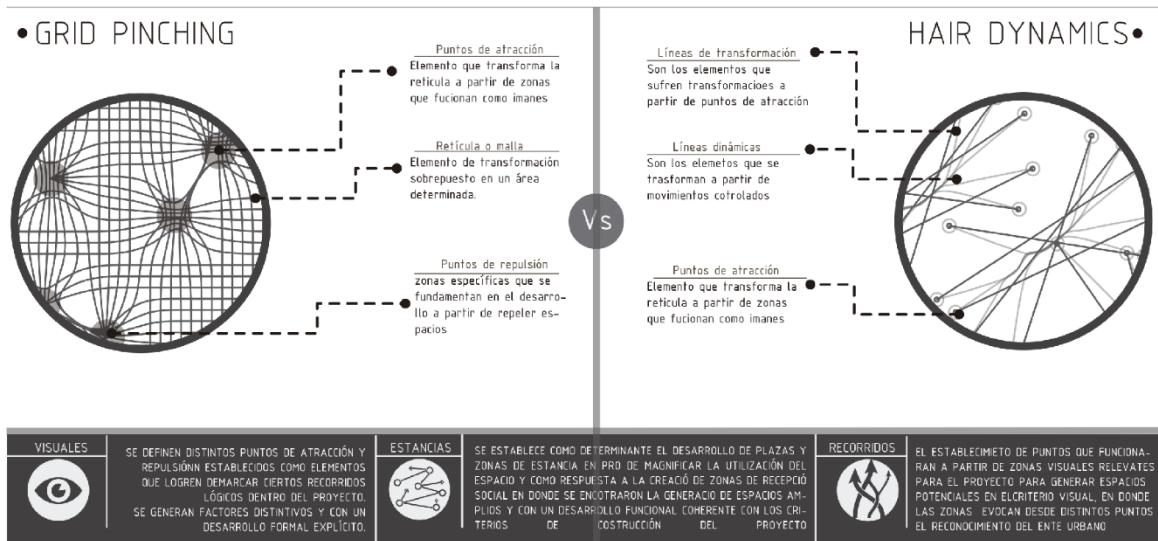 GRID PINCHING
Puntos de atracción
Elemento que transforma la
retícula a partir de zonas
que fucionan como imanes
Retícula o malla
Elemento de transformación
sobrepuesto en un área
determinada.
Puntos de repulsión
zonas específicas que se
fundamentan en el desarro-
llo a partir de repeler es-
pacios
Vs
HAIR DYNAMICS
Líneas de transformación
Son los elementos que
sufren transformacioes a
partir de puntos de atracción
Líneas dinámicas
Son los elemetos que se
trasforman a partir de
movimientos cotrolados
Puntos de atracción
Elemento que transforma la
retícula a partir de zonas
que fucionan como imanes
VISUALES
SE DEFINEN DISTINTOS PUNTOS DE ATRACCIÓN Y
REPULSIÓNN ESTABLECIDOS COMO ELEMENTOS
QUE LOGREN DEMARCAR CIERTOS RECORRIDOS
LÓGICOS DENTRO DEL PROYECTO.
SE GENERAN FACTORES DISTINTIVOS Y CON UN
DESARROLLO FORMAL EXPLÍCITO.
ESTANCIAS
SE ESTABLECE COMO DETERMINANTE EL DESARROLLO DE PLAZAS Y
ZONAS DE ESTANCIA EN PRO DE MAGNIFICAR LA UTILIZACIÓN DEL
ESPACIO Y COMO RESPUESTA A LA CREACIÓ DE ZONAS DE RECEPCIÓ
SOCIAL EN DONDE SE ENCOTRARON LA GENERACIO DE ESPACIOS AM-
PLIOS Y CON UN DESARROLLO FUNCIONAL COHERENTE CON LOS CRI-
TERIOS DE COSTRUCCIÓN DEL PROYECTO
RECORRIDOS
EL ESTABLECIMETO DE PUNTOS QUE FUNCIONA-
RAN A PARTIR DE ZONAS VISUALES RELEVATES
PARA EL PROYECTO PARA GENERAR ESPACIOS
POTENCIALES EN ELCRITERIO VISUAL, EN DONDE
LAS ZONAS EVOCAN DESDE DISTINTOS PUNTOS
EL RECONOCIMIENTO DEL ENTE URBANO